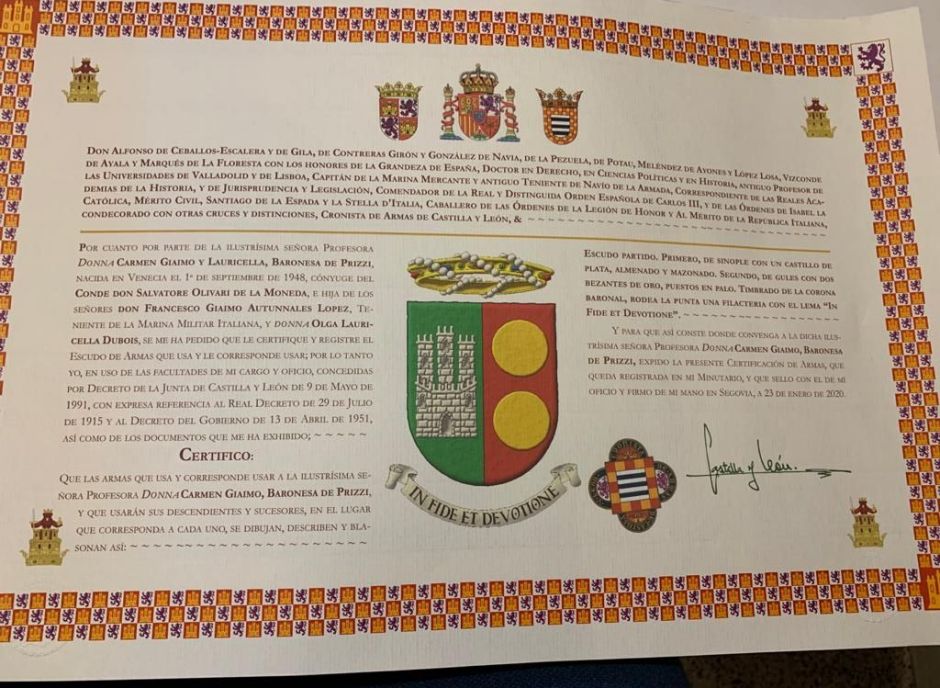 DON ALFONSO DE CEBALLOS-ESCALERA Y DE GILA, DE CONTRERAS GIRÓN Y GONZÁLEZ DE NAVIA, DE LA PEZUELA, DE POTAU, MELÉNDEZ DE AYONES Y LÓPEZ LOSA, VIZCONDE
DE AYALA Y MARQUÉS DE LA FLORESTA CON LOS HONORES DE LA GRANDEZA DE ESPAÑA, DOCTOR EN DERECHO, EN CIENCIAS POLÍTICAS Y EN HISTORIA, ANTIGUO PROFESOR DE
LAS UNIVERSIDADES DE VALLADOLID Y DE LISBOA, CAPITÁN DE LA MARINA MERCANTE Y ANTIGUO TENIENTE DE NAVÍO DE LA ARMADA, CORRESPONDIENTE DE LAS REALES ACA-
DEMIAS DE LA HISTORIA, Y DE JURISPRUDENCIA Y LEGISLACIÓN, COMENDADOR DE LA REAL Y DISTINGUIDA ORDEN ESPAÑOLA DE CARLOS III, Y DE LAS ÓRDENES DE ISABEL LA
CATÓLICA, MÉRITO CIVIL, SANTIAGO DE LA ESPADA Y LA STELLA D'ITALIA, CABALLERO DE LAS ÓRDENES DE LA LEGIÓN DE HONOR Y AL MÉRITO DE LA REPÚBLICA ITALIANA,
CONDECORADO CON OTRAS CRUCES Y DISTINCIONES, CRONISTA DE ARMAS DE CASTILLA Y LEÓN, & ~ ~ ~ ~ ~ ~ ~ ~ ~ ~ ~ ~ ~ ~ ~ ~ ~ ~ ~ ~ ~ ~
POR CUANTO POR PARTE DE LA ILUSTRÍSIMA SEÑORA PROFESORA
DONNA CARMEN GIAIMO Y LAURICELLA, BARONESA DE PRIZZI,
NACIDA EN VENECIA EL 1º DE SEPTIEMBRE DE 1948, CÓNYUGE DEL
CONDE DON SALVATORE OLIVARI DE LA MONEDA, E HIJA DE LOS
SEÑORES DON FRANCESCO GIAIMO AUTUNNALES LOPEZ, TE-
NIENTE DE LA MARINA MILITAR ITALIANA, Y DONNA OLGA LAURI-
CELLA DUBOIS, SE ME HA PEDIDO QUE LE CERTIFIQUE Y REGISTRE EL
ESCUDO DE ARMAS QUE USA Y LE CORRESPONDE USAR; POR LO TANTO
YO, EN USO DE LAS FACULTADES DE MI CARGO Y OFICIO, CONCEDIDAS
POR DECRETO DE LA JUNTA DE CASTILLA Y LEÓN DE 9 DE MAYO DE
1991, CON EXPRESA REFERENCIA AL REAL DECRETO DE 29 DE JULIO
DE 1915 Y AL DECRETO DEL GOBIERNO DE 13 DE ABRIL DE 1951,
ASÍ COMO DE LOS DOCUMENTOS QUE ME HA EXHIBIDO; ~ ~ ~ ~ ~
CERTIFICO:
QUE LAS ARMAS QUE USA Y CORRESPONDE USAR A LA ILUSTRÍSIMA SE-
ÑORA PROFESORA DONNA CARMEN GIAIMO, BARONESA DE PRIZZI,
Y QUE USARÁN SUS DESCENDIENTES Y SUCESORES, EN EL LUGAR
QUE CORRESPONDA A CADA UNO, SE DIBUJAN, DESCRIBEN Y BLA-
SONAN ASÍ: ~ ~ ~ ~ ~ ~ ~ ~ ~ ~ ~ ~ ~ ~ ~ ~ ~ ~ ~ ~ ~
IN FIDE ET DEVOTIONE
ESCUDO PARTIDO. PRIMERO, DE SINOPLE CON UN CASTILLO DE
PLATA, ALMENADO Y MAZONADO. SEGUNDO, DE GULES CON DOS
BEZANTES DE ORO, PUESTOS EN PALO. TIMBRADO DE LA CORONA
BARONAL, RODEA LA PUNTA UNA FILACTERIA CON EL LEMA "IN
FIDE ET DEVOTIONE". ~ ~ ~ ~ ~ ~ ~ ~ ~ ~ ~ ~ ~
Y PARA QUE ASÍ CONSTE DONDE CONVENGA A LA DICHA ILUS-
TRÍSIMA SEÑORA PROFESORA DONNA CARMEN GIAIMO, BARONESA
DE PRIZZI, EXPIDO LA PRESENTE CERTIFICACIÓN DE ARMAS, QUE
QUEDA REGISTRADA EN MI MINUTARIO, Y QUE SELLO CON EL DE MI
OFICIO Y FIRMO DE MI MANO EN SEGOVIA, A 23 DE ENERO DE 2020.
Castilla y León.